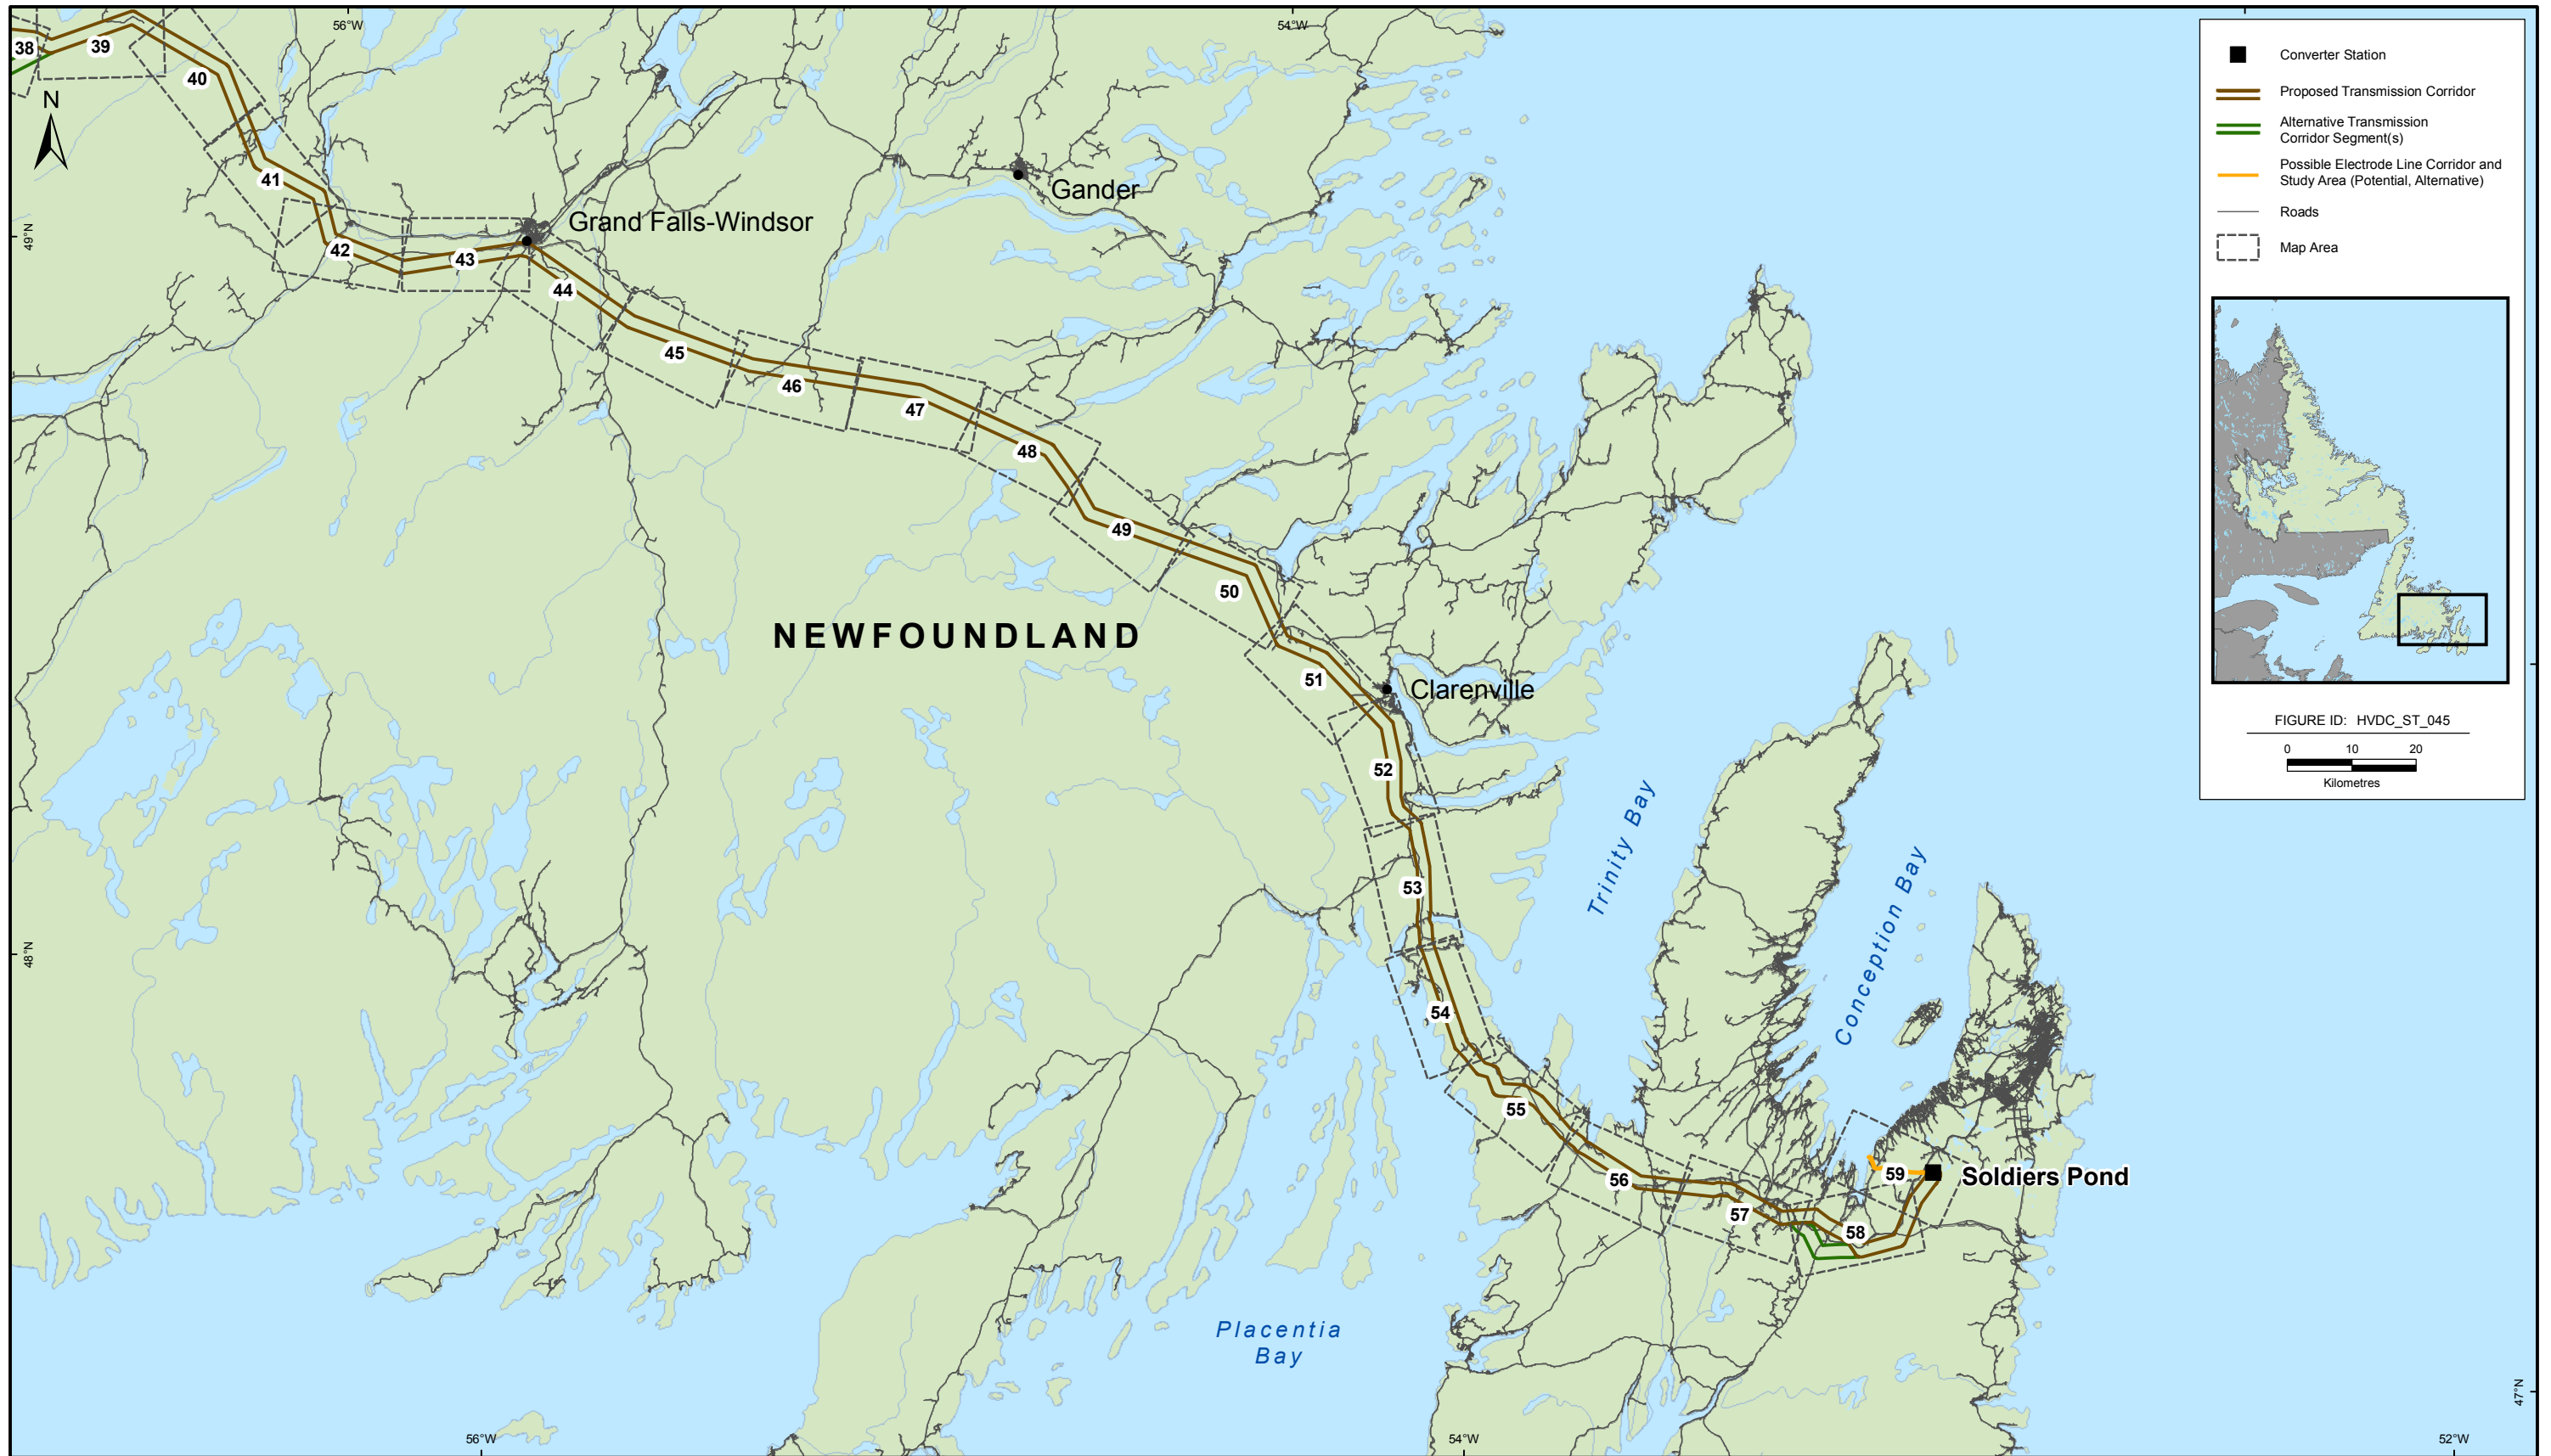 56°W
54°W
38
39
40
N
41
49°N
42
43
Grand Falls-Windsor
Gander
44
45
46
47
48
49
50
NEWFOUNDLAND
51
Clarenville
52
Trinity Bay
53
Conception Bay
48°N
54
55
56
57
58
59
Soldiers Pond
Placentia
Bay
47°N
56°W
54°W
52°W
Converter Station
Proposed Transmission Corridor
Alternative Transmission
Corridor Segment(s)
Possible Electrode Line Corridor and
Study Area (Potential, Alternative)
Roads
Map Area
FIGURE ID: HVDC_ST_045
0 10 20
Kilometres